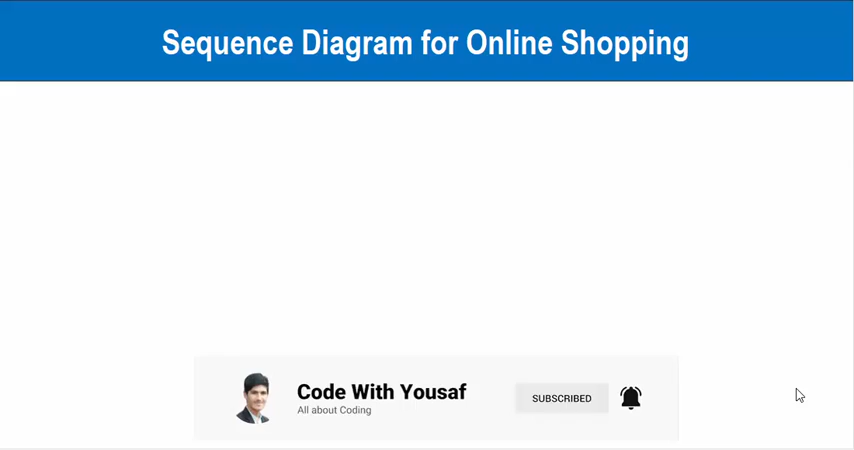 Sequence Diagram for Online Shopping
Code With Yousaf
All about Coding
SUBSCRIBED